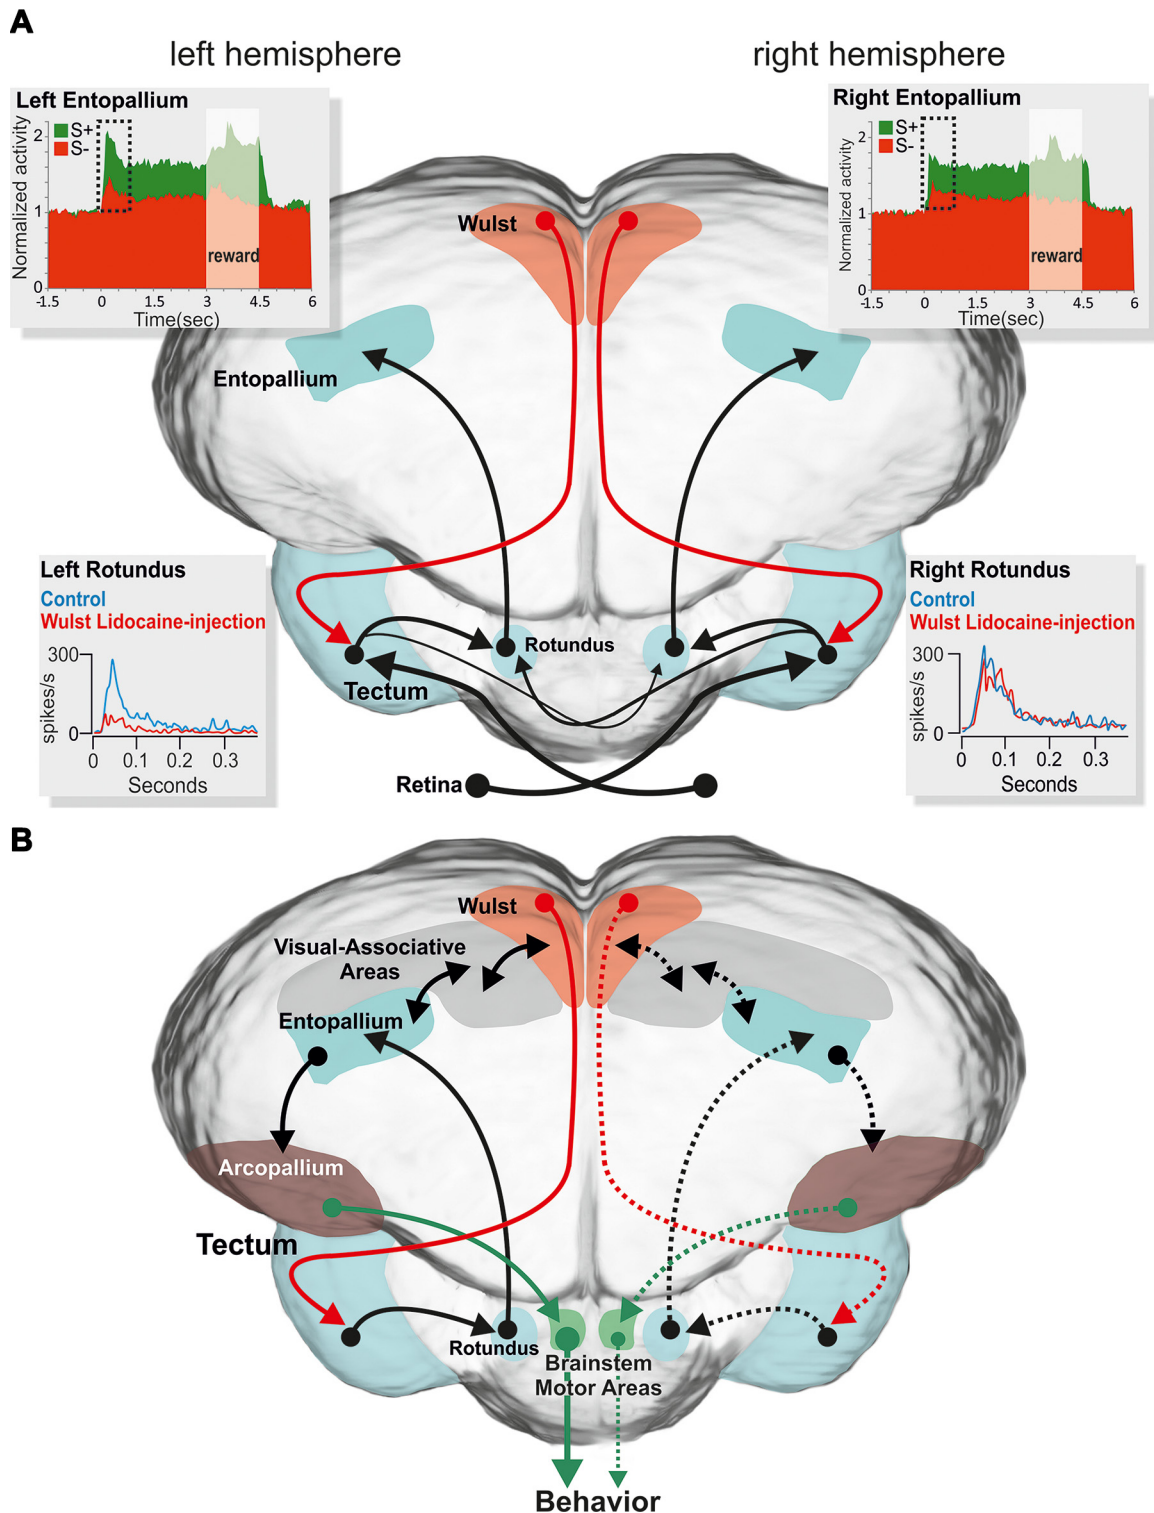 A
left hemisphere
right hemisphere
Left Entopallium
S+
S-
Normalized activity
2
1
0
reward
-1.5 0 1.5 3 4.5 6
Time(sec)
Right Entopallium
S+
S-
Normalized activity
2
1
0
reward
-1.5 0 1.5 3 4.5 6
Time(sec)
Wulst
Entopallium
Left Rotundus
Control
Wulst Lidocaine-injection
300
spikes/s
0
0 0.1 0.2 0.3
Seconds
Rotundus
Tectum
Retina
Right Rotundus
Control
Wulst Lidocaine-injection
300
spikes/s
0
0 0.1 0.2 0.3
Seconds
B
Wulst
Visual-Associative
Areas
Entopallium
Arcopallium
Tectum
Rotundus
Brainstem
Motor Areas
Behavior